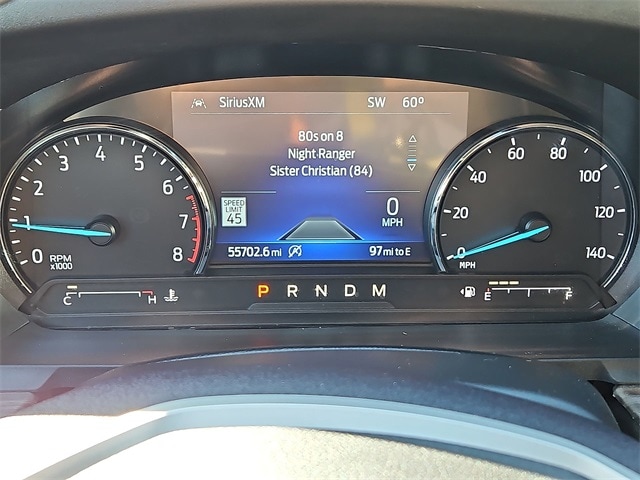 SiriusXM SW 60°
80s on 8
Night Ranger
Sister Christian (84)
SPEED
LIMIT
45
0
MPH
55702.6 mi 97 mi to E
0 1 2 3 4 5 6 7 8
RPM
x1000
0 20 40 60 80 100 120 140
MPH
C H P R N D M E F